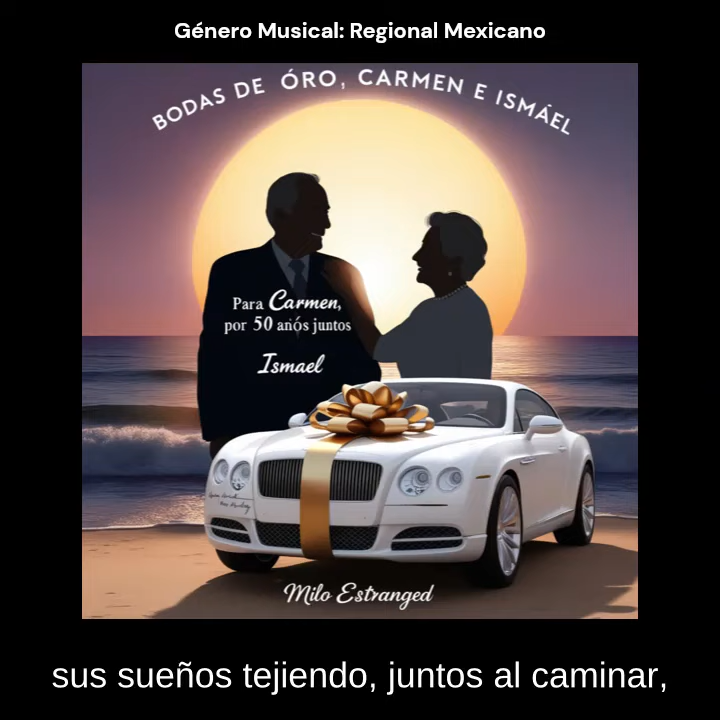 Género Musical: Regional Mexicano
BODAS DE ÓRO, CARMEN E ISMÁEL
Para Carmen,
por 50 anós juntos
Ismael
Milo Estranged
sus sueños tejiendo, juntos al caminar,